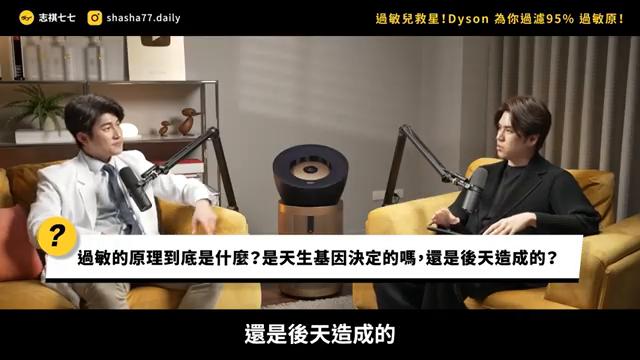 志祺七七
shasha77.daily
過敏兒救星!Dyson 為你過濾95% 過敏原!
?
過敏的原理到底是什麼?是天生基因決定的嗎,還是後天造成的?
還是後天造成的